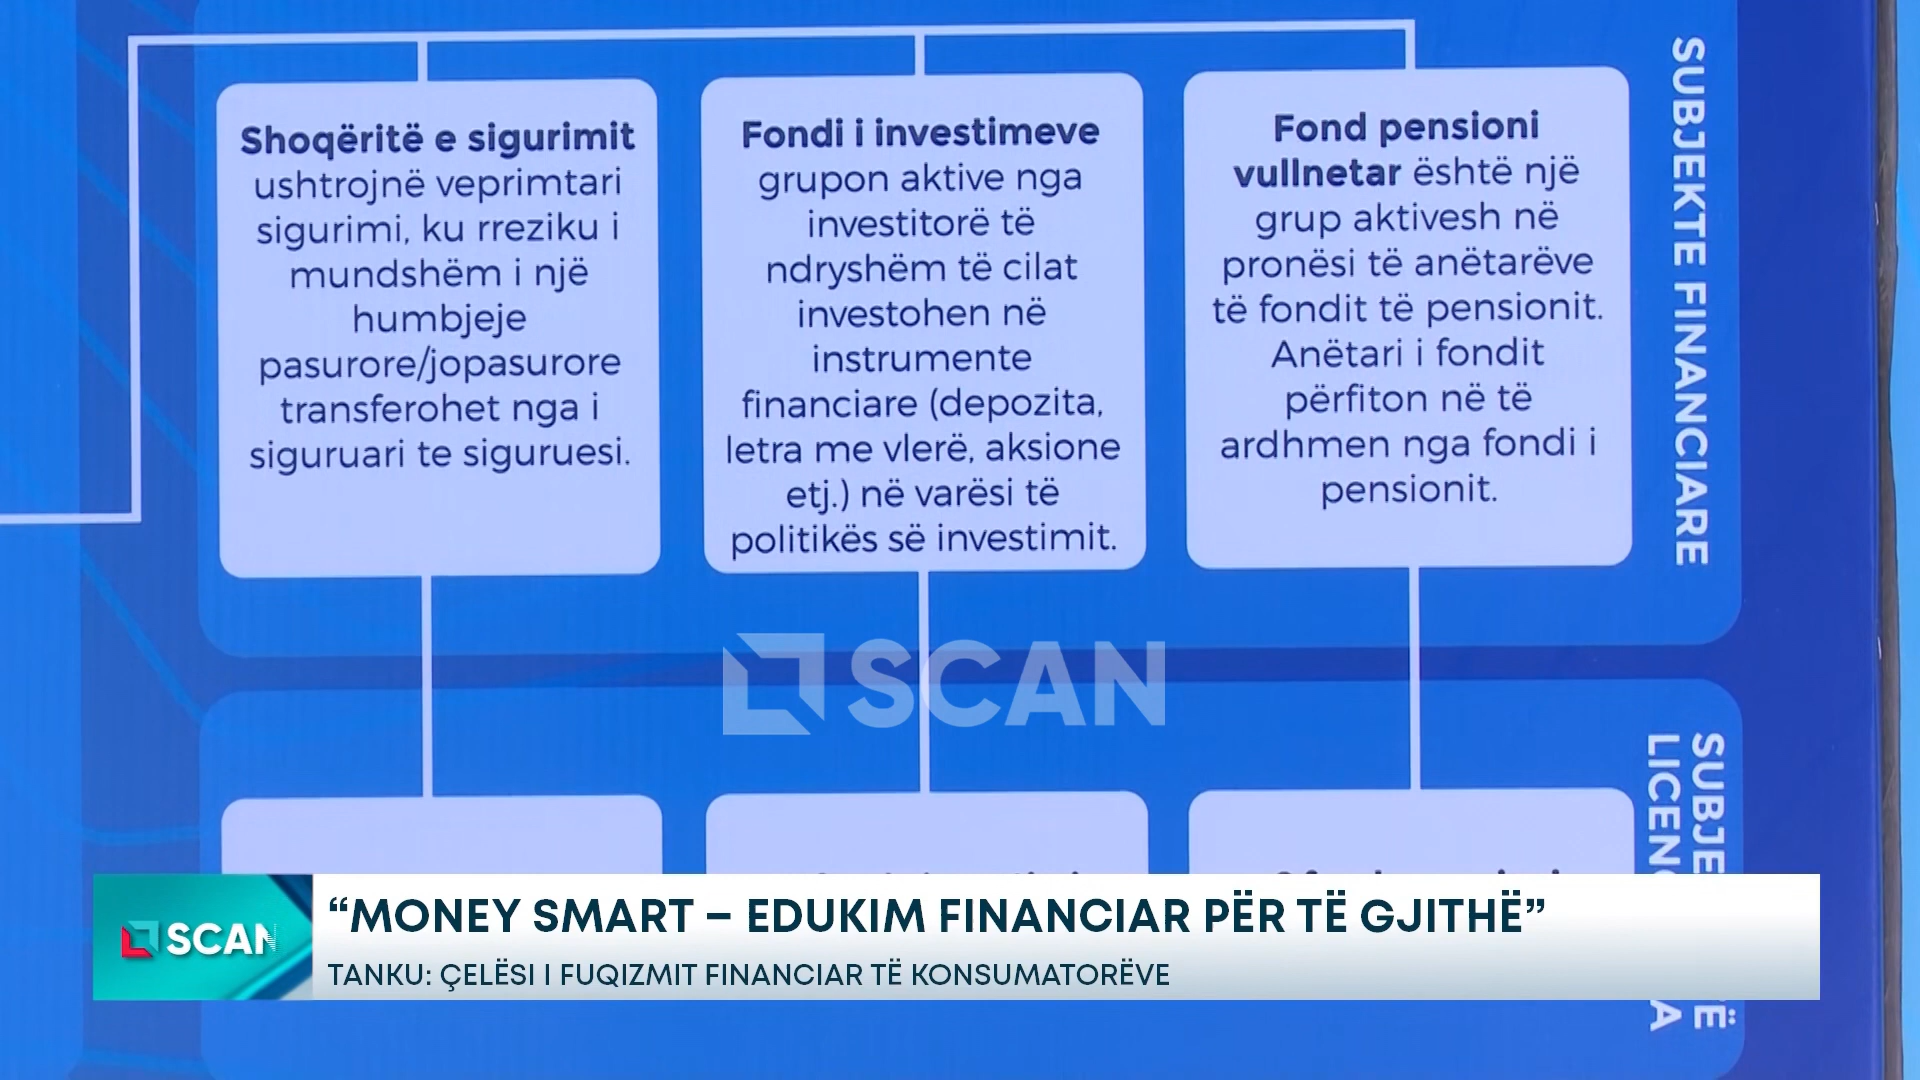 Shoqëritë e sigurimit
ushtrojnë veprimtari
sigurimi, ku rreziku i
mundshëm i një
humbjeje
pasurore/jopasurore
transferohet nga i
siguruari te siguruesi.
Fondi i investimeve
grupon aktive nga
investitorë të
ndryshëm të cilat
investohen në
instrumente
financiare (depozita,
letra me vlerë, aksione
etj.) në varësi të
politikës së investimit.
Fond pensioni
vullnetar është një
grup aktivesh në
pronësi të anëtarëve
të fondit të pensionit.
Anëtari i fondit
përfiton në të
ardhmen nga fondi i
pensionit.
SUBJEKTE FINANCIARE
SCAN
SCAN
“MONEY SMART – EDUKIM FINANCIAR PËR TË GJITHË”
TANKU: ÇELËSI I FUQIZMIT FINANCIAR TË KONSUMATORËVE